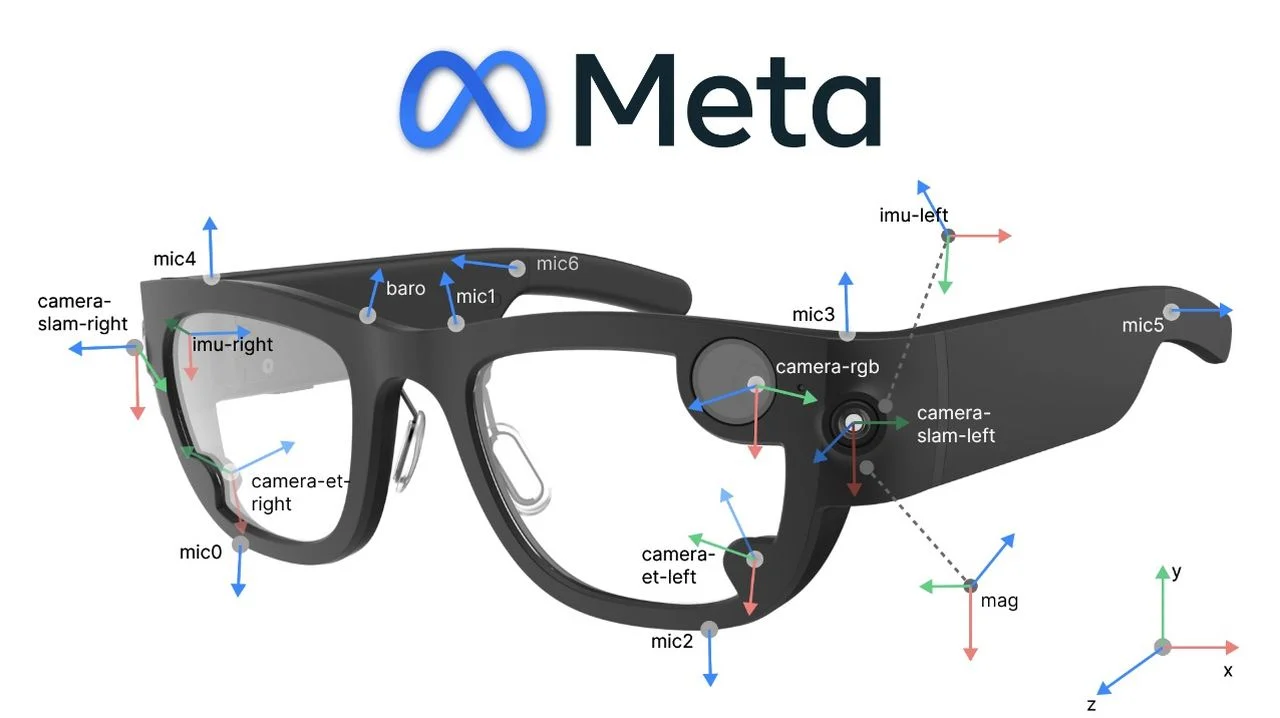 Meta
mic4
camera-
slam-right
imu-right
baro
mic1
mic6
imu-left
mic3
mic5
camera-rgb
camera-
slam-left
camera-et-
right
mic0
camera-
et-left
mic2
mag
y
x
z